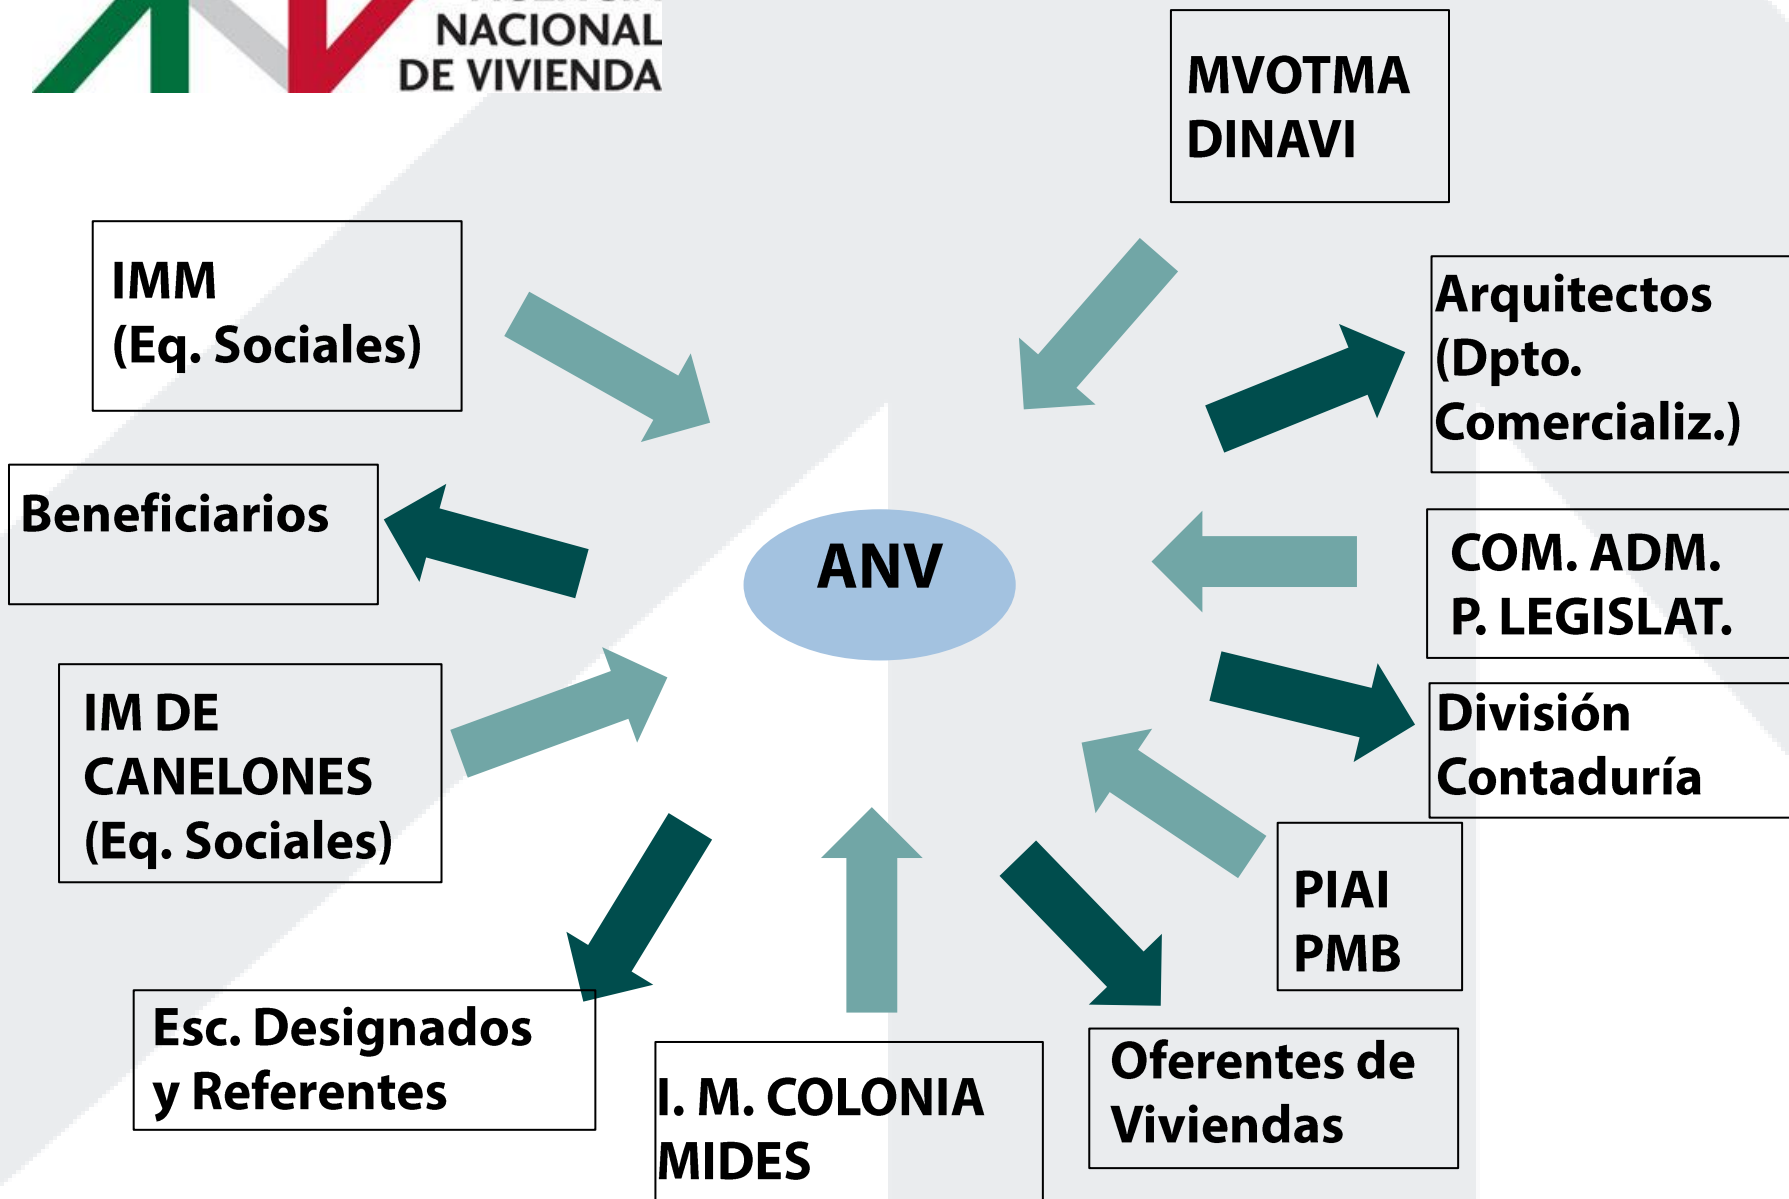 NACIONAL
DE VIVIENDA
MVOTMA
DINAVI
IMM
(Eq. Sociales)
Arquitectos
(Dpto.
Comercializ.)
Beneficiarios
ANV
COM. ADM.
P. LEGISLAT.
IM DE
CANELONES
(Eq. Sociales)
División
Contaduría
PIAI
PMB
Esc. Designados
y Referentes
I. M. COLONIA
MIDES
Oferentes de
Viviendas